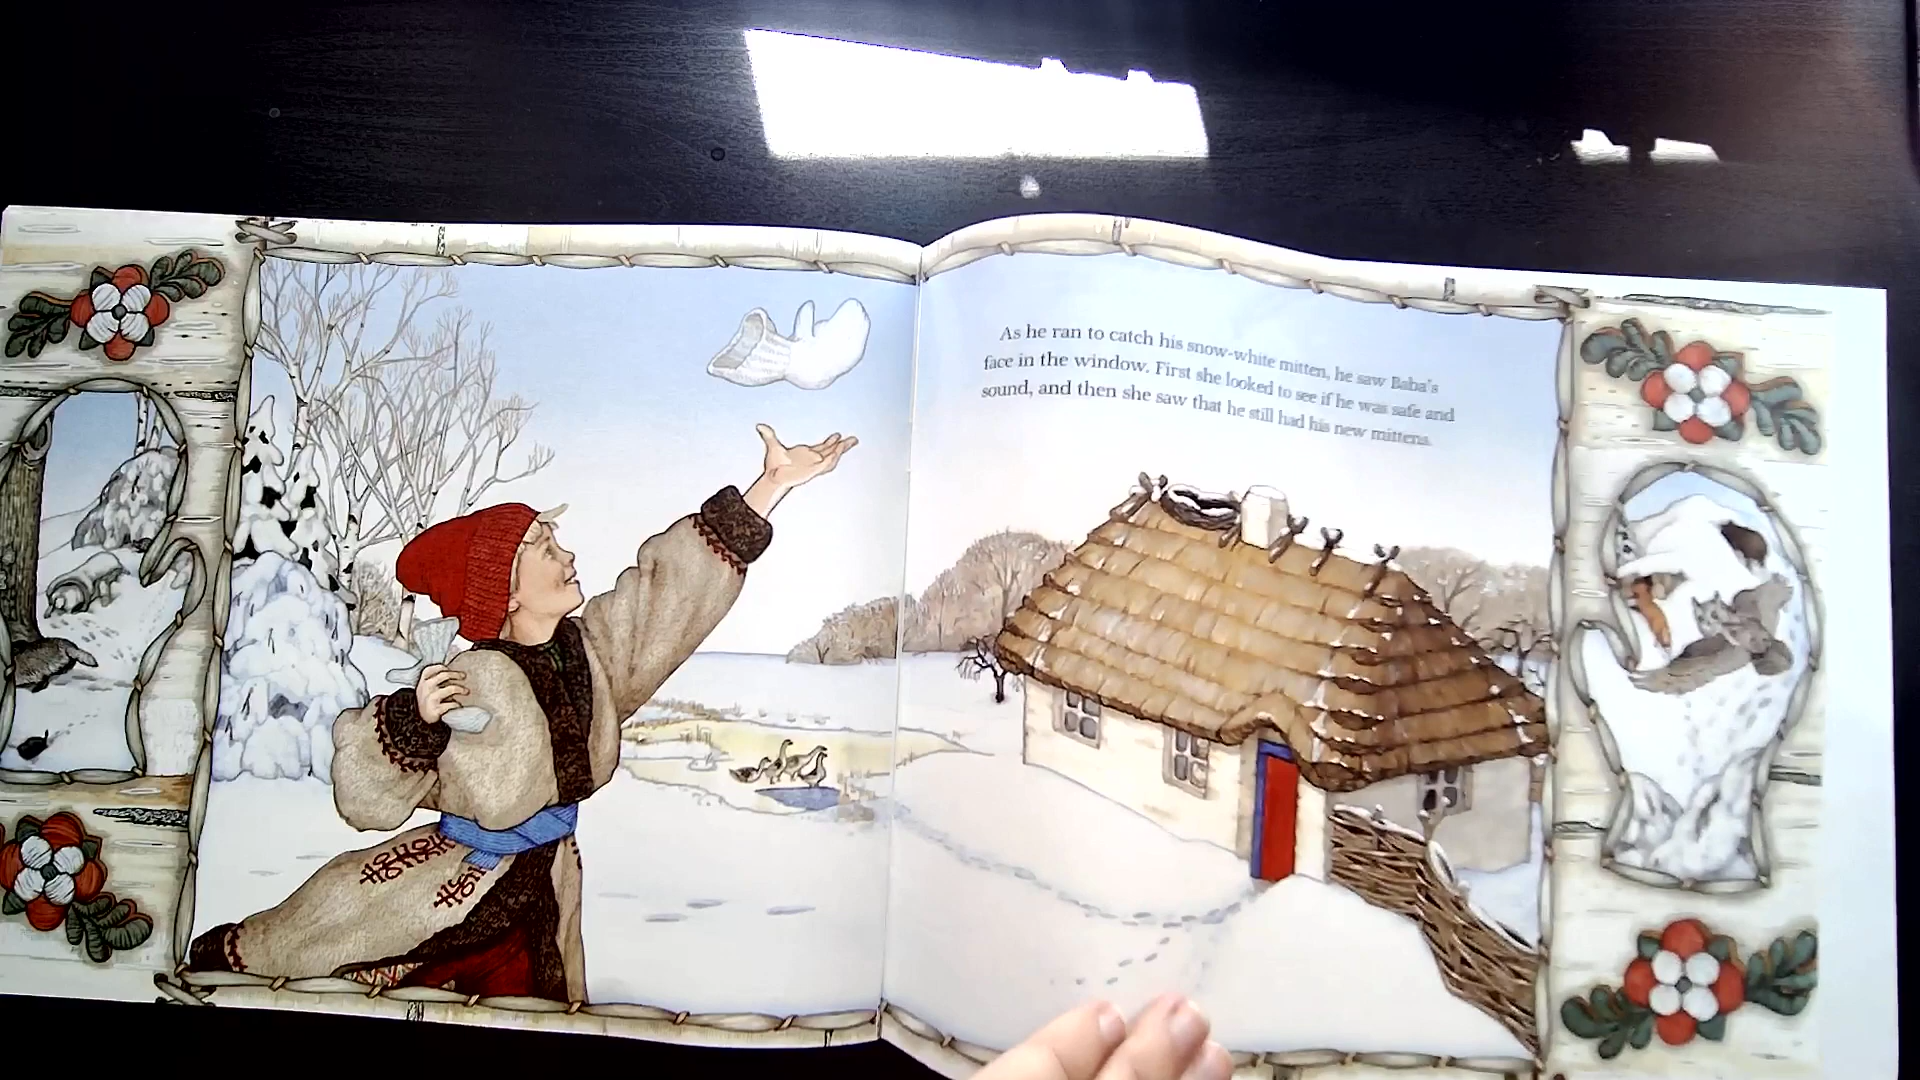 As he ran to catch his snow-white mitten, he saw Baba's
face in the window. First she looked to see if he was safe and
sound, and then she saw that he still had his new mittens.